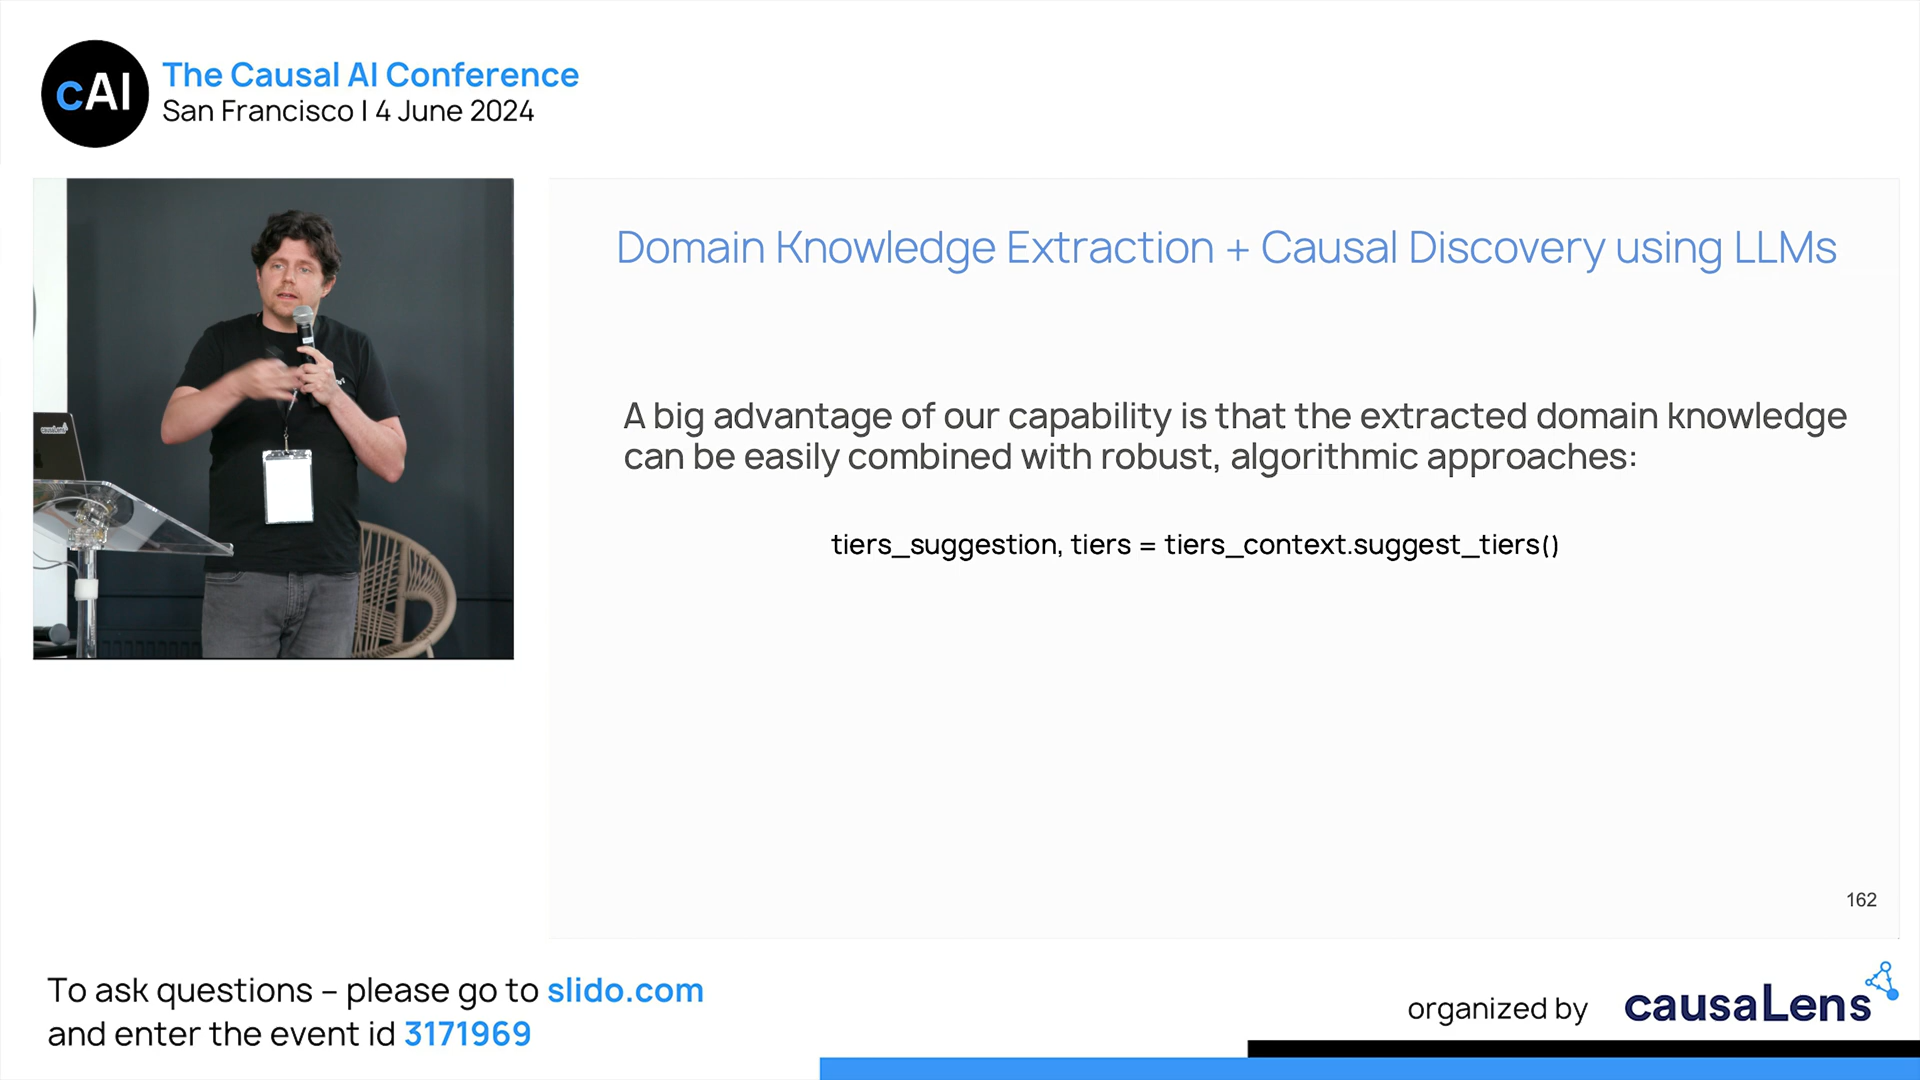 cAI
The Causal AI Conference
San Francisco | 4 June 2024
causaLens
Domain Knowledge Extraction + Causal Discovery using LLMs
A big advantage of our capability is that the extracted domain knowledge
can be easily combined with robust, algorithmic approaches:
tiers_suggestion, tiers = tiers_context.suggest_tiers()
162
To ask questions – please go to slido.com
and enter the event id 3171969
organized by causaLens